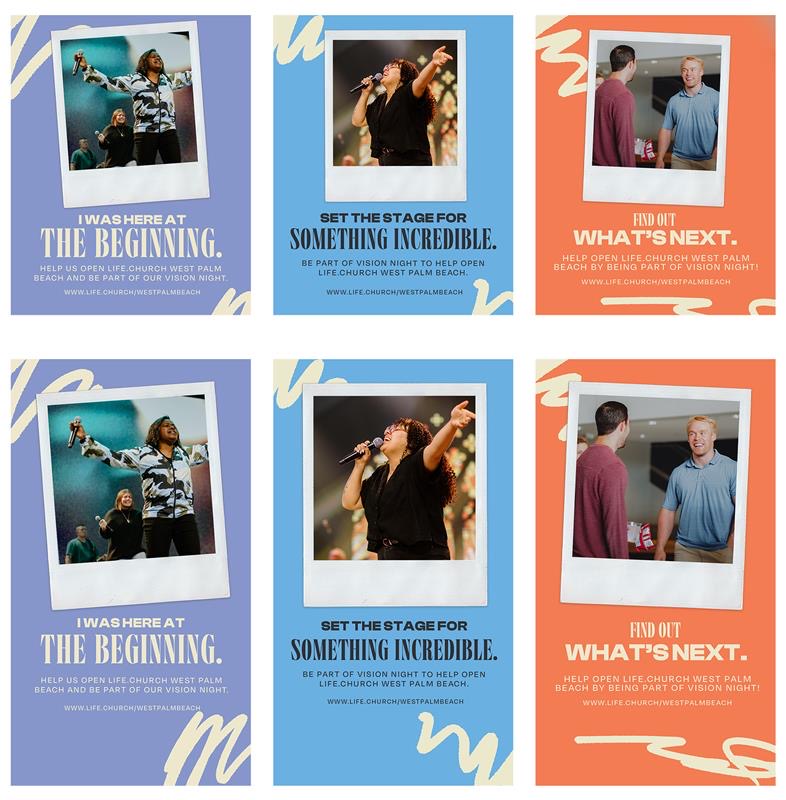 I WAS HERE AT
THE BEGINNING.
HELP US OPEN LIFE.CHURCH WEST PALM
BEACH AND BE PART OF OUR VISION NIGHT.
WWW.LIFE.CHURCH/WESTPALMBEACH
SET THE STAGE FOR
SOMETHING INCREDIBLE.
BE PART OF VISION NIGHT TO HELP OPEN
LIFE.CHURCH WEST PALM BEACH.
WWW.LIFE.CHURCH/WESTPALMBEACH
FIND OUT
WHAT'S NEXT.
HELP OPEN LIFE.CHURCH WEST PALM
BEACH BY BEING PART OF VISION NIGHT!
WWW.LIFE.CHURCH/WESTPALMBEACH
I WAS HERE AT
THE BEGINNING.
HELP US OPEN LIFE.CHURCH WEST PALM
BEACH AND BE PART OF OUR VISION NIGHT.
WWW.LIFE.CHURCH/WESTPALMBEACH
SET THE STAGE FOR
SOMETHING INCREDIBLE.
BE PART OF VISION NIGHT TO HELP OPEN
LIFE.CHURCH WEST PALM BEACH.
WWW.LIFE.CHURCH/WESTPALMBEACH
FIND OUT
WHAT'S NEXT.
HELP OPEN LIFE.CHURCH WEST PALM
BEACH BY BEING PART OF VISION NIGHT!
WWW.LIFE.CHURCH/WESTPALMBEACH